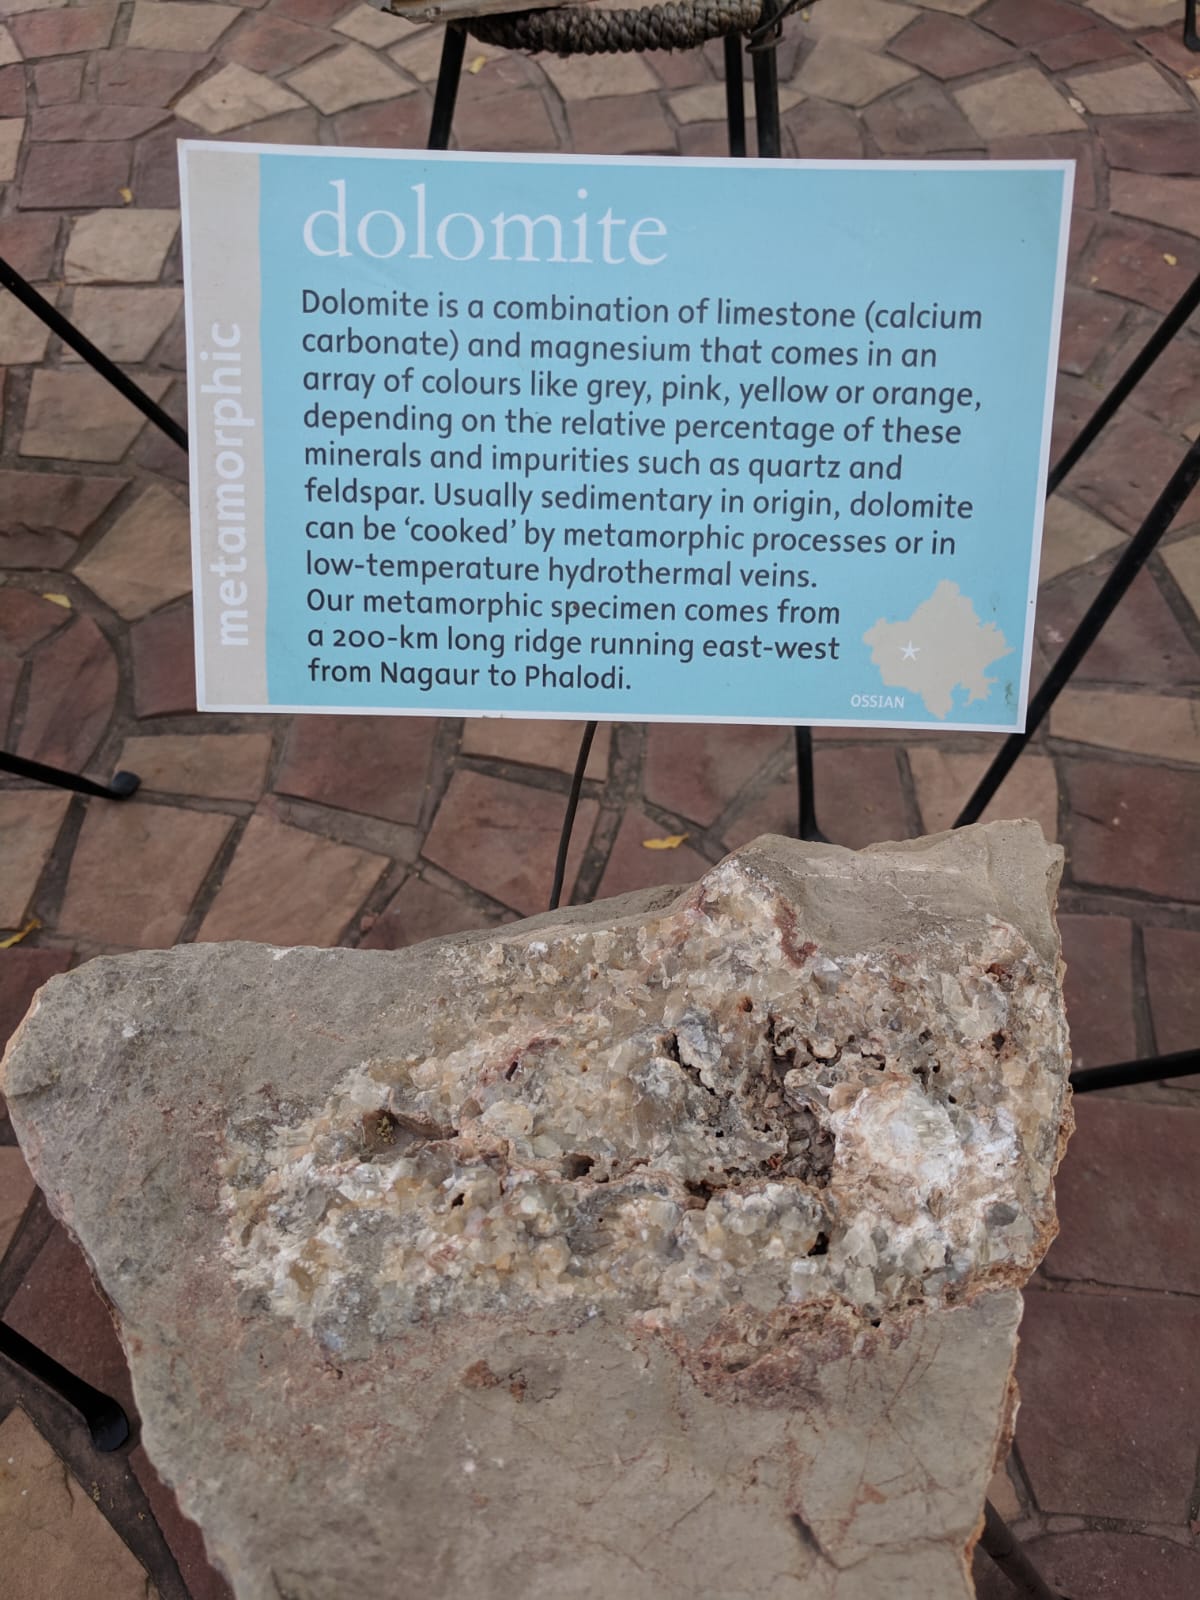 dolomite
Dolomite is a combination of limestone (calcium
carbonate) and magnesium that comes in an
array of colours like grey, pink, yellow or orange,
depending on the relative percentage of these
minerals and impurities such as quartz and
feldspar. Usually sedimentary in origin, dolomite
can be ‘cooked’ by metamorphic processes or in
low-temperature hydrothermal veins.
Our metamorphic specimen comes from
a 200-km long ridge running east-west
from Nagaur to Phalodi.
OSSIAN
metamorphic